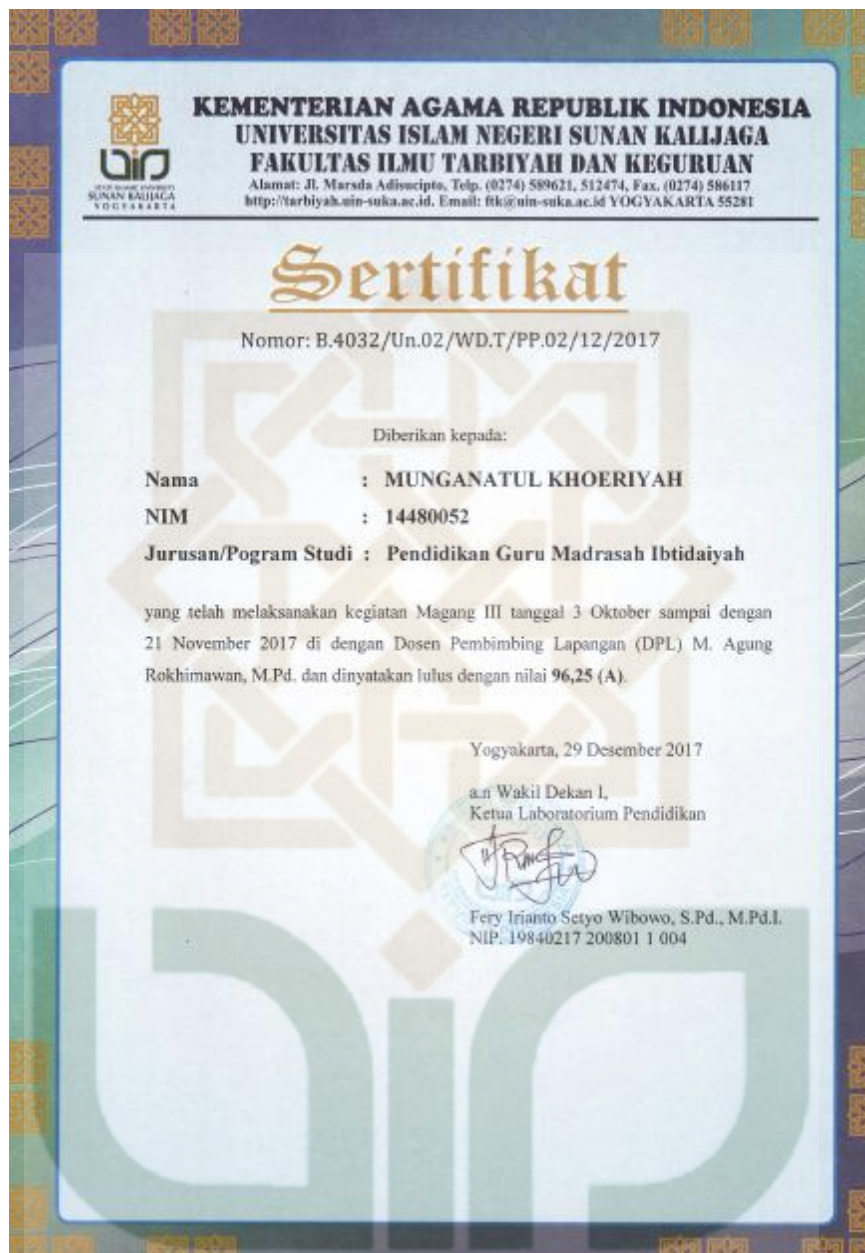 KEMENTERIAN AGAMA REPUBLIK INDONESIA
UNIVERSITAS ISLAM NEGERI SUNAN KALIJAGA
FAKULTAS ILMU TARBIYAH DAN KEGURUAN
Alamat: Jl. Marsda Adisucipto, Telp. (0274) 589621, 512474, Fax. (0274) 586117
http://tarbiyah.uin-suka.ac.id. Email: ftk@uin-suka.ac.id YOGYAKARTA 55281
STATE ISLAMIC UNIVERSITY
SUNAN KALIJAGA
YOGYAKARTA
Sertifikat
Nomor: B.4032/Un.02/WD.T/PP.02/12/2017
Diberikan kepada:
Nama : MUNGANATUL KHOERIYAH
NIM : 14480052
Jurusan/Pogram Studi : Pendidikan Guru Madrasah Ibtidaiyah
yang telah melaksanakan kegiatan Magang III tanggal 3 Oktober sampai dengan
21 November 2017 di dengan Dosen Pembimbing Lapangan (DPL) M. Agung
Rokhimawan, M.Pd. dan dinyatakan lulus dengan nilai 96,25 (A).
Yogyakarta, 29 Desember 2017
a.n Wakil Dekan I,
Ketua Laboratorium Pendidikan
Fery Irianto Setyo Wibowo, S.Pd., M.Pd.I.
NIP. 19840217 200801 1 004